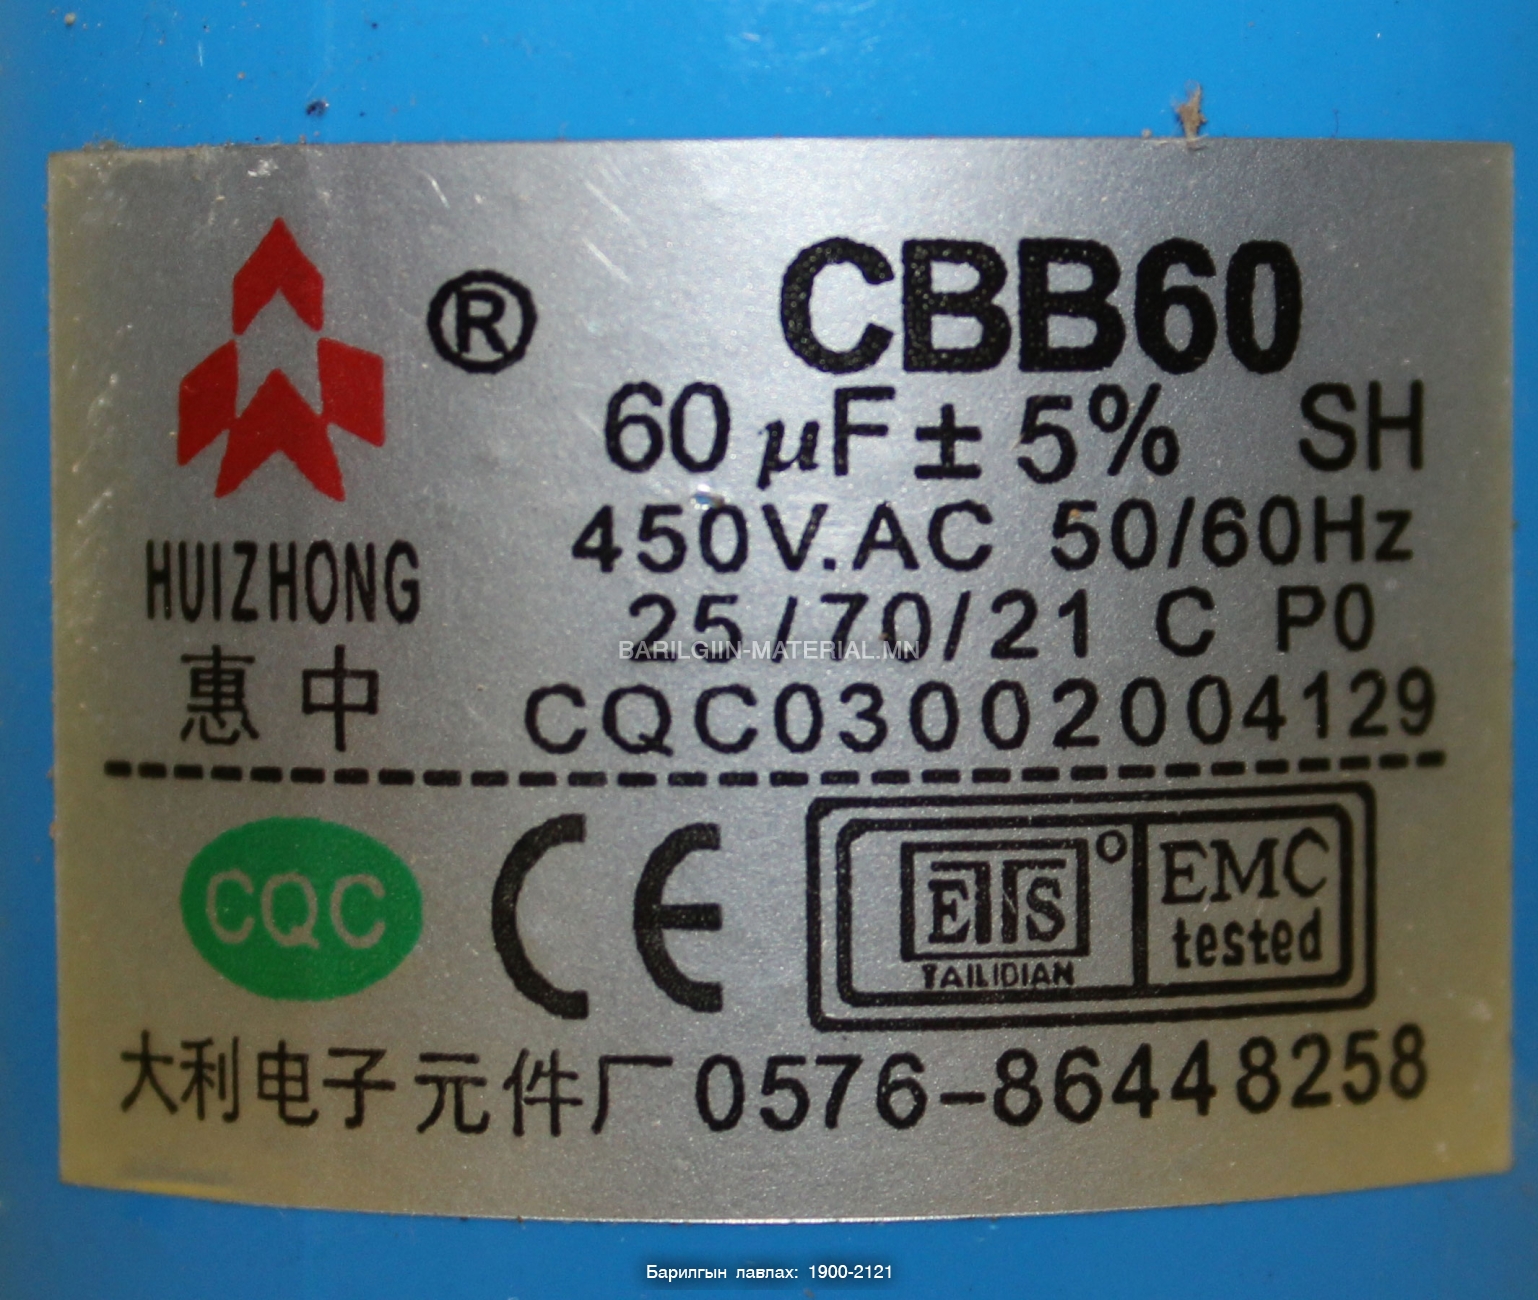 ®
CBB60
60 μF ± 5% SH
450V.AC 50/60Hz
25/70/21 C P0
CQC03002004129
HUIZHONG
惠中
CQC
CE
ETS
TAILIDIAN
EMC
tested
大利电子元件厂 0576-86448258
BARILGIIN-MATERIAL.MN
Барилгын лавлах: 1900-2121